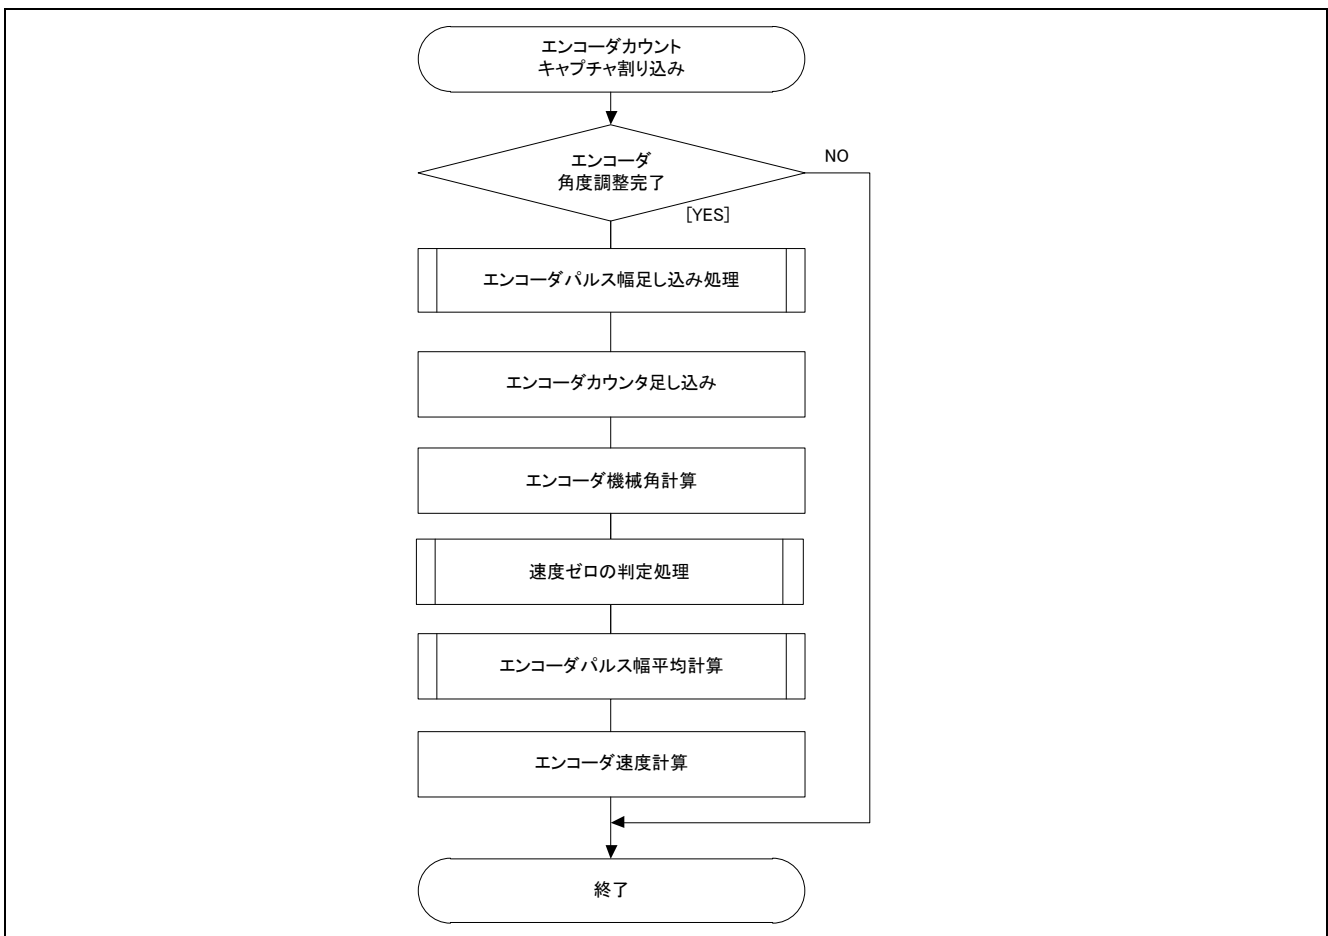 エンコーダカウント
キャプチャ割り込み
エンコーダ
角度調整完了
NO
[YES]
エンコーダパルス幅足し込み処理
エンコーダカウンタ足し込み
エンコーダ機械角計算
速度ゼロの判定処理
エンコーダパルス幅平均計算
エンコーダ速度計算
終了